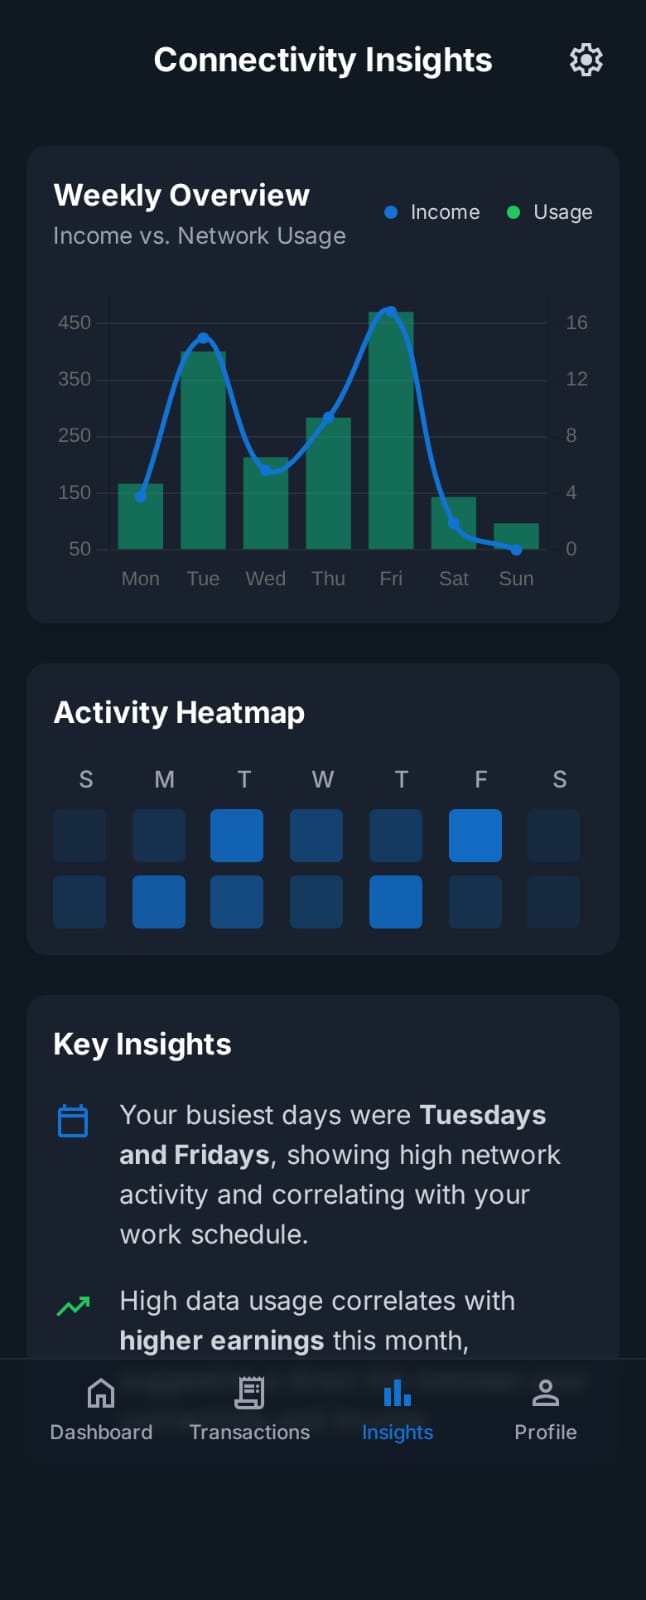 Connectivity Insights
Weekly Overview
Income vs. Network Usage
Income
Usage
450
350
250
150
50
16
12
8
4
0
Mon Tue Wed Thu Fri Sat Sun
Activity Heatmap
S M T W T F S
Key Insights
Your busiest days were Tuesdays
and Fridays, showing high network
activity and correlating with your
work schedule.
High data usage correlates with
higher earnings this month,
Dashboard
Transactions
Insights
Profile